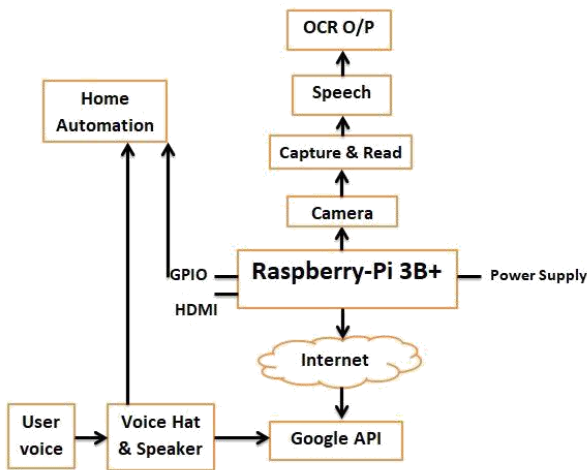 OCR O/P
Speech
Home
Automation
Capture & Read
Camera
Raspberry-Pi 3B+
GPIO
HDMI
Power Supply
Internet
User
voice
Voice Hat
& Speaker
Google API